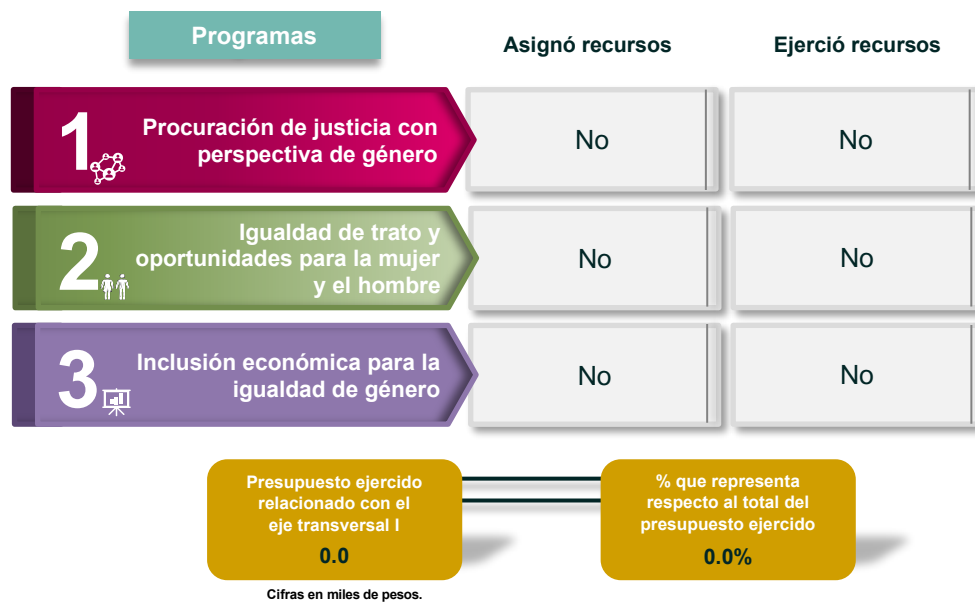 Programas
Asignó recursos
Ejerció recursos
1
Procuración de justicia con
perspectiva de género
No
No
2
Igualdad de trato y
oportunidades para la mujer
y el hombre
No
No
3
Inclusión económica para la
igualdad de género
No
No
Presupuesto ejercido
relacionado con el
eje transversal I
0.0
% que representa
respecto al total del
presupuesto ejercido
0.0%
Cifras en miles de pesos.